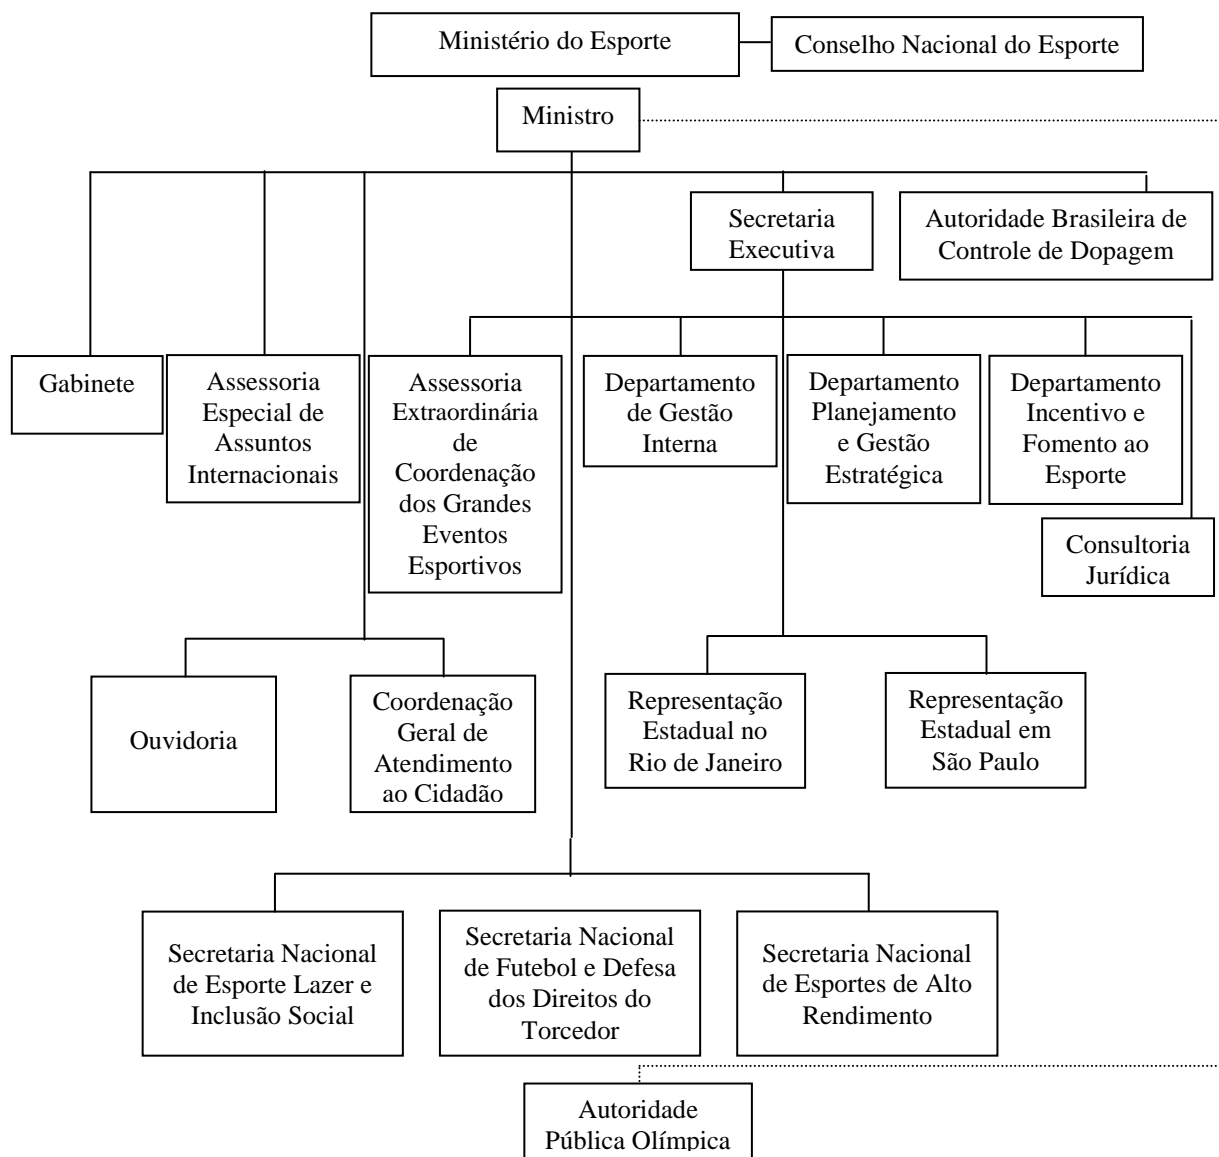 Ministério do Esporte
Conselho Nacional do Esporte
Ministro
Secretaria
Executiva
Autoridade Brasileira de
Controle de Dopagem
Gabinete
Assessoria
Especial de
Assuntos
Internacionais
Assessoria
Extraordinária
de
Coordenação
dos Grandes
Eventos
Esportivos
Departamento
de Gestão
Interna
Departamento
Planejamento
e Gestão
Estratégica
Departamento
Incentivo e
Fomento ao
Esporte
Consultoria
Jurídica
Ouvidoria
Coordenação
Geral de
Atendimento
ao Cidadão
Representação
Estadual no
Rio de Janeiro
Representação
Estadual em
São Paulo
Secretaria Nacional
de Esporte Lazer e
Inclusão Social
Secretaria Nacional
de Futebol e Defesa
dos Direitos do
Torcedor
Secretaria Nacional
de Esportes de Alto
Rendimento
Autoridade
Pública Olímpica